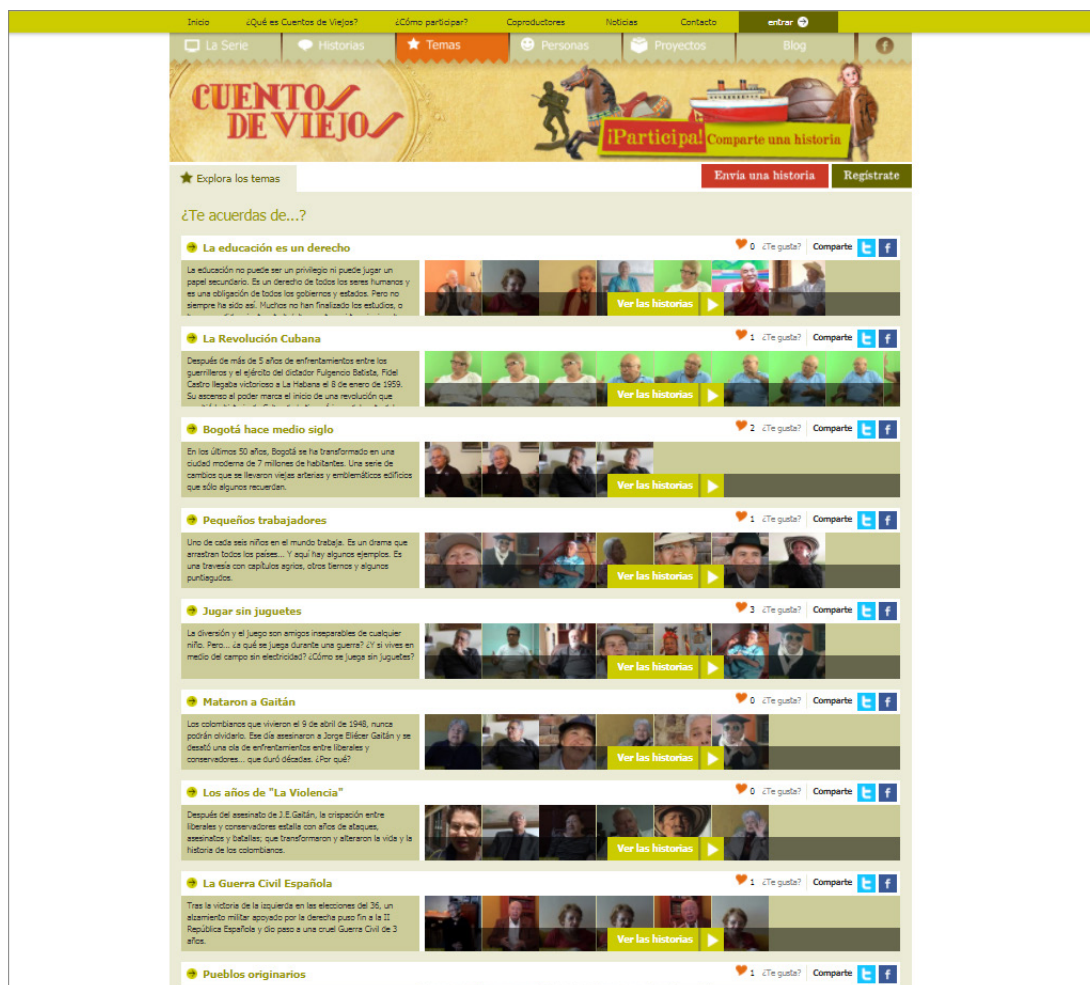 Inicio ¿Qué es Cuentos de Viejos? ¿Cómo participar? Coproductores Noticias Contacto entrar
La Serie Historias Temas Personas Proyectos Blog f
CUENTOS
DE VIEJOS
¡Participa! Comparte una historia
Explora los temas Envía una historia Regístrate
¿Te acuerdas de...?
La educación es un derecho 0 ¿Te gusta? Comparte
La educación no puede ser un privilegio ni puede jugar un
papel secundario. Es un derecho de todos los seres humanos y
es una obligación de todos los gobiernos y estados. Pero no
siempre ha sido así. Muchos no han finalizado los estudios, o
Ver las historias
La Revolución Cubana 1 ¿Te gusta? Comparte
Después de más de 5 años de enfrentamientos entre los
guerrilleros y el ejército del dictador Fulgencio Batista, Fidel
Castro llegaba victorioso a La Habana el 8 de enero de 1959.
Su ascenso al poder marca el inicio de una revolución que
Ver las historias
Bogotá hace medio siglo 2 ¿Te gusta? Comparte
En los últimos 50 años, Bogotá se ha transformado en una
ciudad moderna de 7 millones de habitantes. Una serie de
cambios que se llevaron viejas arterias y emblemáticos edificios
que sólo algunos recuerdan.
Ver las historias
Pequeños trabajadores 1 ¿Te gusta? Comparte
Uno de cada seis niños en el mundo trabaja. Es un drama que
arrastran todos los países... Y aquí hay algunos ejemplos. Es
una travesía con capítulos agrios, otros tiernos y algunos
puntiagudos.
Ver las historias
Jugar sin juguetes 3 ¿Te gusta? Comparte
La diversión y el juego son amigos inseparables de cualquier
niño. Pero... ¿a qué se juega durante una guerra? ¿Y si vives en
medio del campo sin electricidad? ¿Cómo se juega sin juguetes?
Ver las historias
Mataron a Gaitán 0 ¿Te gusta? Comparte
Los colombianos que vivieron el 9 de abril de 1948, nunca
podrán olvidarlo. Ese día asesinaron a Jorge Eliécer Gaitán y se
desató una ola de enfrentamientos entre liberales y
conservadores... que duró décadas. ¿Por qué?
Ver las historias
Los años de "La Violencia" 0 ¿Te gusta? Comparte
Después del asesinato de J.E.Gaitán, la crispación entre
liberales y conservadores estalla con años de ataques,
asesinatos y batallas; que transformaron y alteraron la vida y la
historia de los colombianos.
Ver las historias
La Guerra Civil Española 1 ¿Te gusta? Comparte
Tras la victoria de la izquierda en las elecciones del 36, un
alzamiento militar apoyado por la derecha puso fin a la II
República Española y dio paso a una cruel Guerra Civil de 3
años.
Ver las historias
Pueblos originarios 1 ¿Te gusta? Comparte